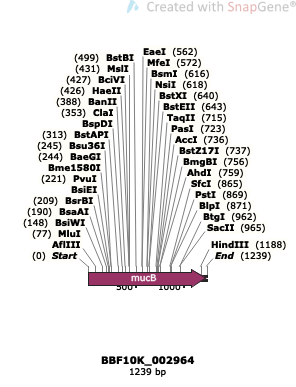 Created with SnapGene®
EaeI (562)
(499) BstBI
MfeI (572)
(431) MslI
BsmI (616)
(427) BciVI
NsiI (618)
(426) HaeII
BstXI (640)
(388) BanII
BstEII (643)
(353) ClaI
TaqII (715)
BspDI
PasI (723)
(313) BstAPI
AccI (736)
(245) Bsu36I
BstZ17I (737)
(244) BaeGI
BmgBI (756)
Bme1580I
AhdI (759)
(221) PvuI
SfcI (865)
BsiEI
PstI (869)
(209) BsrBI
BlpI (871)
(190) BsaAI
BtgI (962)
(148) BsiWI
SacII (965)
(77) MluI
AflIII
HindIII (1188)
(0) Start
End (1239)
mucB
500
1000
BBF10K_002964
1239 bp